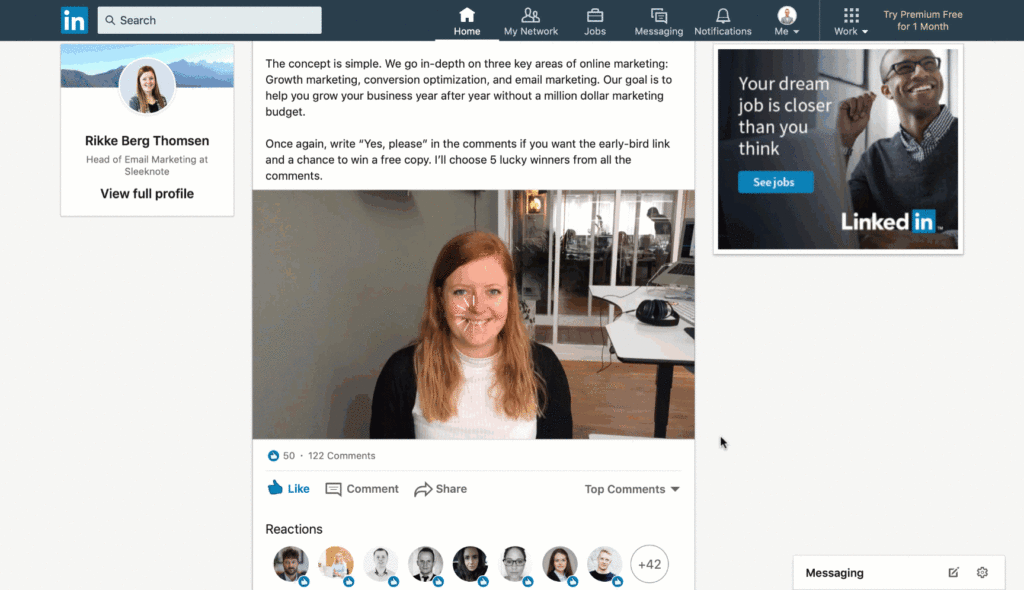 in
Search
Home
My Network
Jobs
Messaging
Notifications
Me
Work
Try Premium Free
for 1 Month
Rikke Berg Thomsen
Head of Email Marketing at
Sleeknote
View full profile
The concept is simple. We go in-depth on three key areas of online marketing:
Growth marketing, conversion optimization, and email marketing. Our goal is to
help you grow your business year after year without a million dollar marketing
budget.
Once again, write “Yes, please” in the comments if you want the early-bird link
and a chance to win a free copy. I’ll choose 5 lucky winners from all the
comments.
50 · 122 Comments
Like
Comment
Share
Top Comments
Reactions
+42
Your dream
job is closer
than you
think
See jobs
Linked in
Messaging